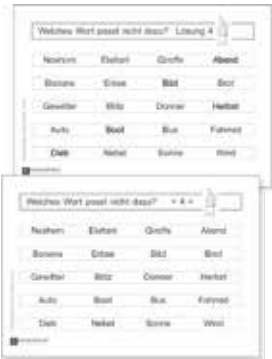 Welches Wort passt nicht dazu? Lösung 4
Nashorn Elefant Giraffe Abend
Banane Erbse Bild Brot
Gewitter Blitz Donner Herbst
Auto Boot Bus Fahrrad
Dieb Nebel Sonne Wind
Welches Wort passt nicht dazu? • 4 •
Nashorn Elefant Giraffe Abend
Banane Erbse Bild Brot
Gewitter Blitz Donner Herbst
Auto Boot Bus Fahrrad
Dieb Nebel Sonne Wind